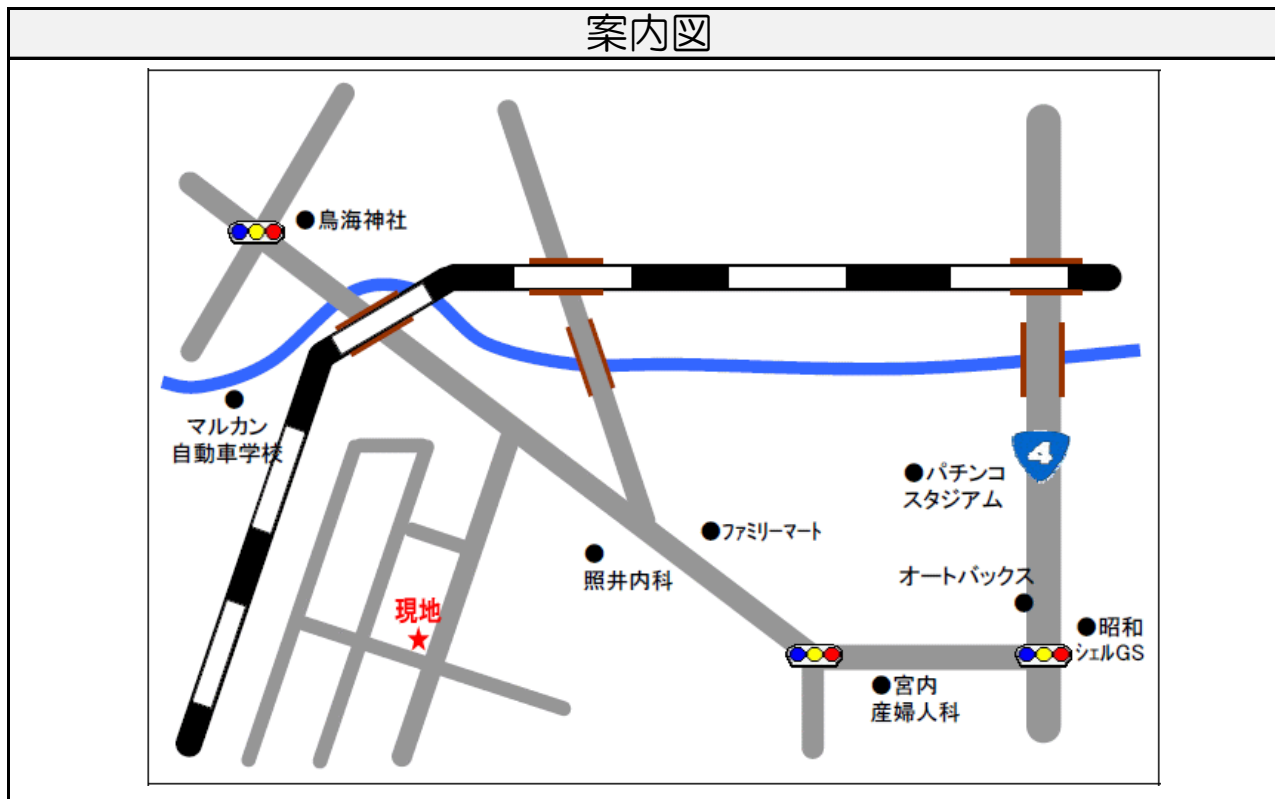 案内図
鳥海神社
マルカン
自動車学校
4
パチンコ
スタジアム
ファミリーマート
照井内科
オートバックス
現地
昭和
シェルGS
宮内
産婦人科